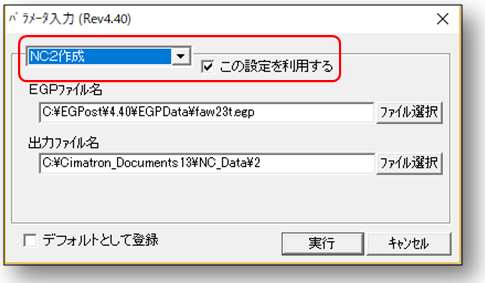 ﾊﾟﾗﾒｰﾀ入力 (Rev4.40)
NC2作成
この設定を利用する
EGPﾌｧｲﾙ名
C:¥EGPost¥4.40¥EGPData¥faw23t.egp
ﾌｧｲﾙ選択
出力ﾌｧｲﾙ名
C:¥Cimatron_Documents13¥NC_Data¥2
ﾌｧｲﾙ選択
デフォルトとして登録
実行
ｷｬﾝｾﾙ